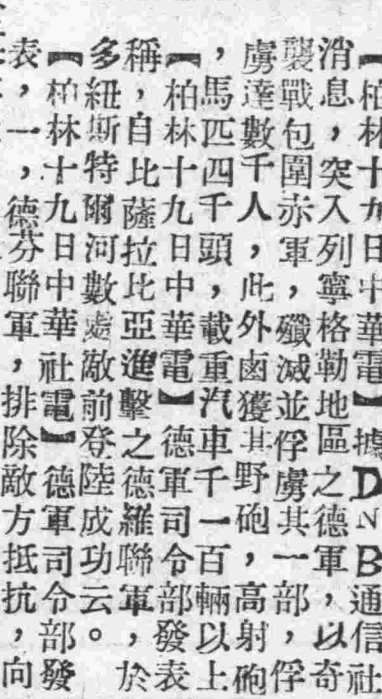 【柏林十九日中華電】據DNB通信社
消息，突入列寧格勒地區之德軍，以奇
襲戰包圍赤軍，殲滅並俘虜其一部，俘
虜達數千人，此外鹵獲其野砲，高射砲
，馬匹四千頭，載重汽車千一百輛以上
【柏林十九日中華電】德軍司令部發表
稱，自比薩拉比亞進擊之德羅聯軍，於
多紐斯特爾河數處敵前登陸成功云。
【柏林十九日中華社電】德軍司令部發
表，一，德芬聯軍，排除敵方抵抗，向